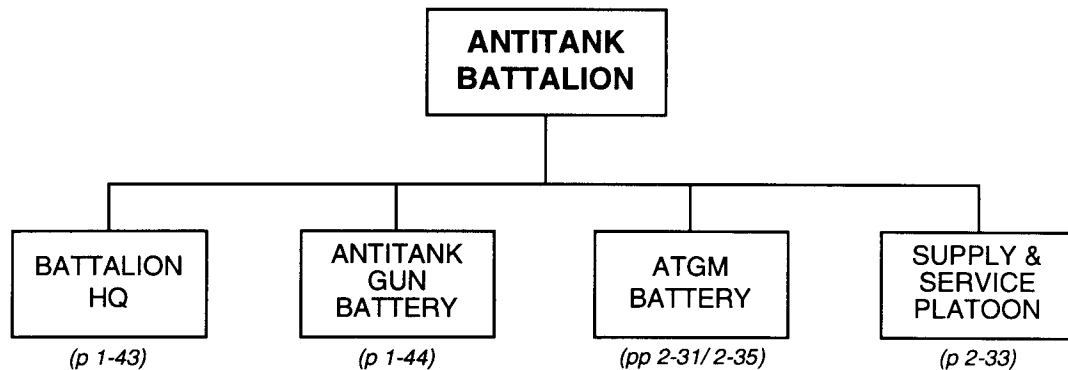 ANTITANK
BATTALION
BATTALION
HQ
(p 1-43)
ANTITANK
GUN
BATTERY
(p 1-44)
ATGM
BATTERY
(pp 2-31/ 2-35)
SUPPLY &
SERVICE
PLATOON
(p 2-33)